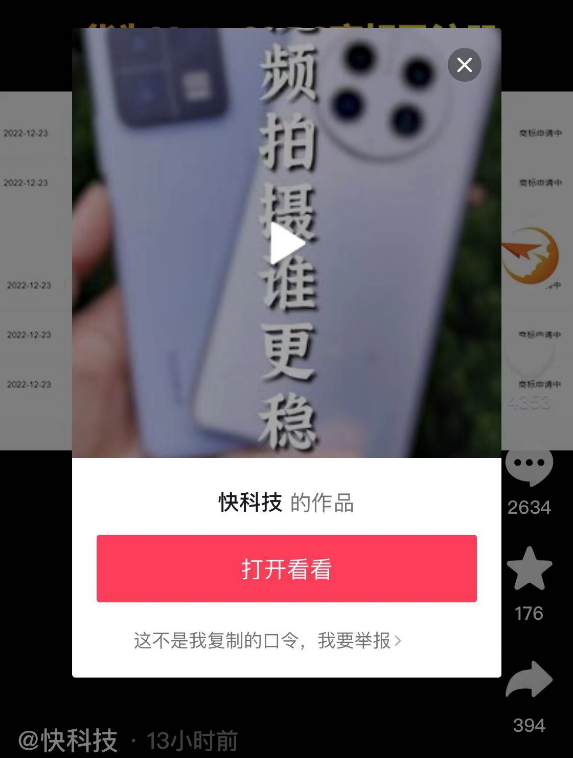 频拍摄谁更稳
2022-12-23
商标申请中
2022-12-23
商标申请中
2022-12-23
2022-12-23
商标申请中
2022-12-23
商标申请中
4353
2634
快科技 的作品
打开看看
176
这不是我复制的口令，我要举报>
394
@快科技 · 13小时前